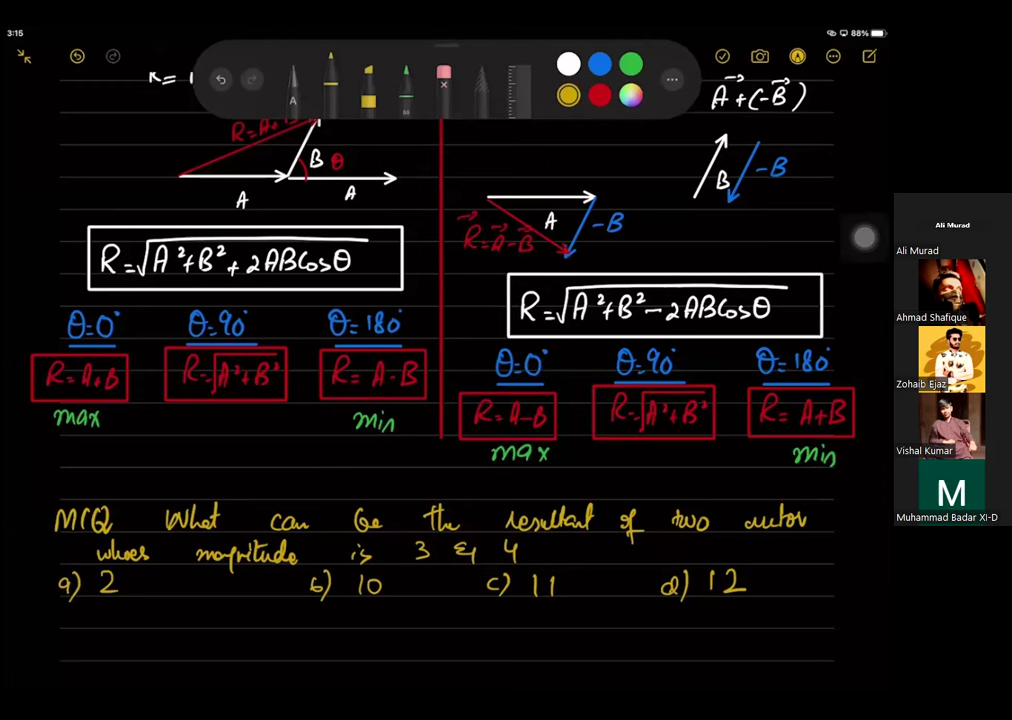 3:15
88%
R=
A
A⃗+(-B⃗)
R=A+B
B θ
A
A
B
-B
A
-B
R⃗=A⃗-B⃗
R=√A²+B²+2ABCosθ
R=√A²+B²-2ABCosθ
θ=0° θ=90° θ=180°
R=A+B R=√A²+B² R=A-B
max min
θ=0° θ=90° θ=180°
R=A-B R=√A²+B² R=A+B
max min
MCQ What can be the resultant of two
whoes magnitude is 3 & 4
a) 2 b) 10 c) 11 d) 12
Ali Murad
Ali Murad
Ahmad Shafique
Zohaib Ejaz
Vishal Kumar
M
Muhammad Badar XI-D